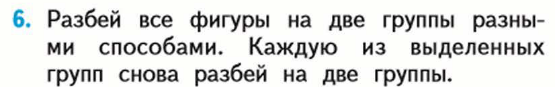 6. Разбей все фигуры на две группы разны-
ми способами. Каждую из выделенных
групп снова разбей на две группы.